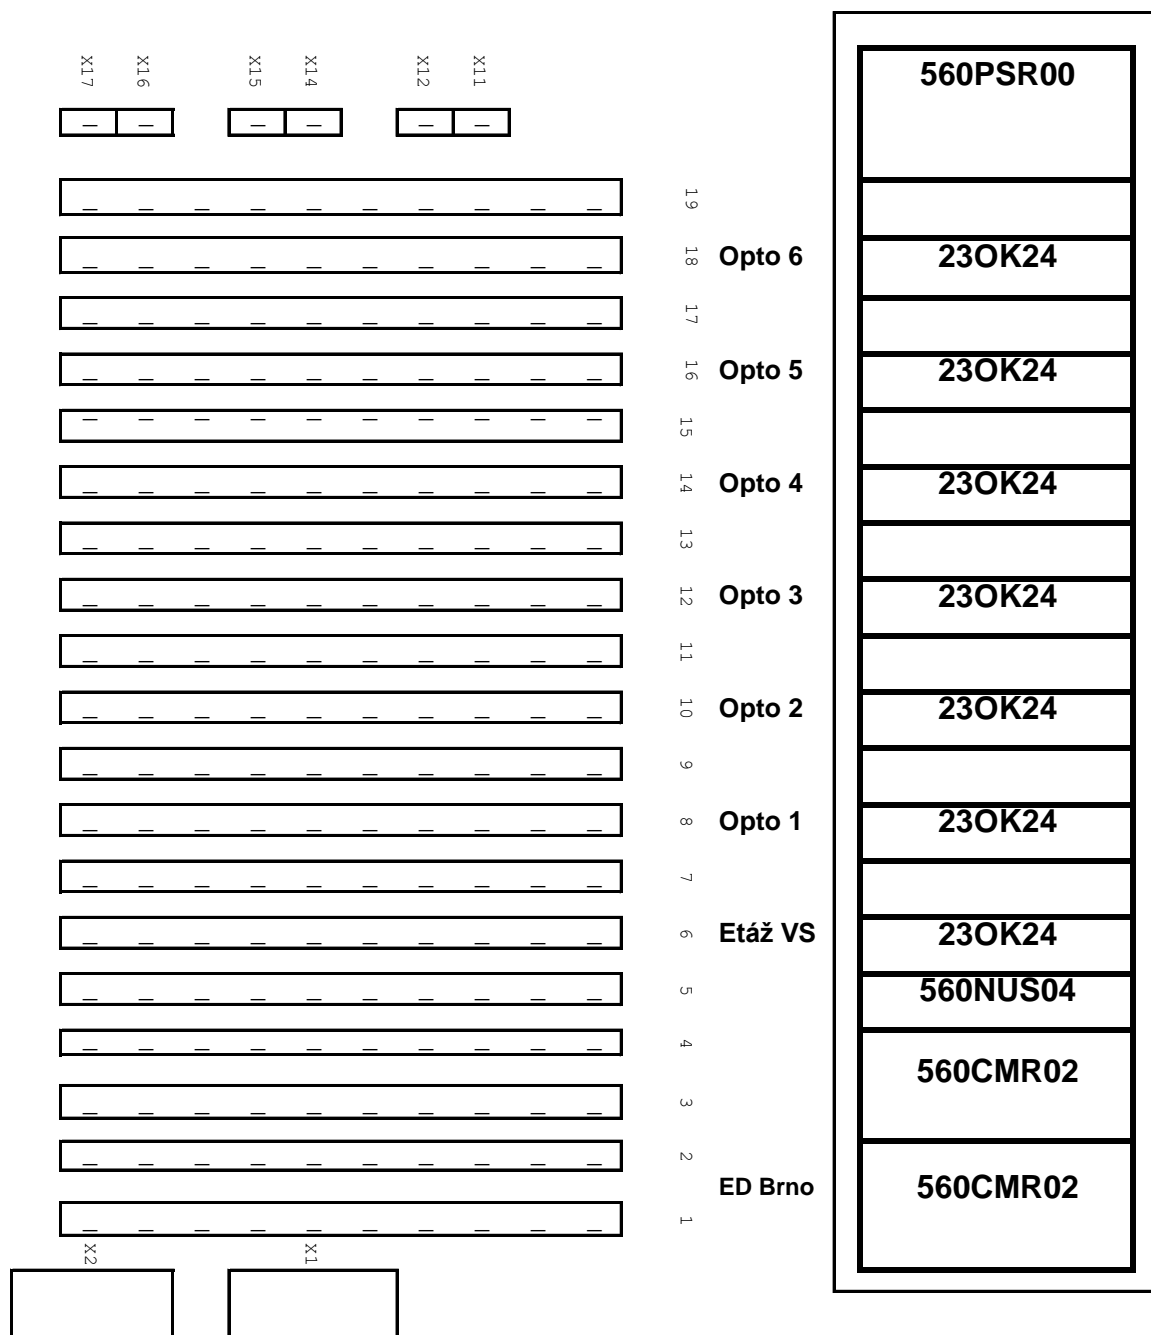 X17 X16 X15 X14 X12 X11
560PSR00
19
18 Opto 6 23OK24
17
16 Opto 5 23OK24
15
14 Opto 4 23OK24
13
12 Opto 3 23OK24
11
10 Opto 2 23OK24
9
8 Opto 1 23OK24
7
6 Etáž VS 23OK24
5 560NUS04
4
560CMR02
3
2
ED Brno 560CMR02
1
X2 X1